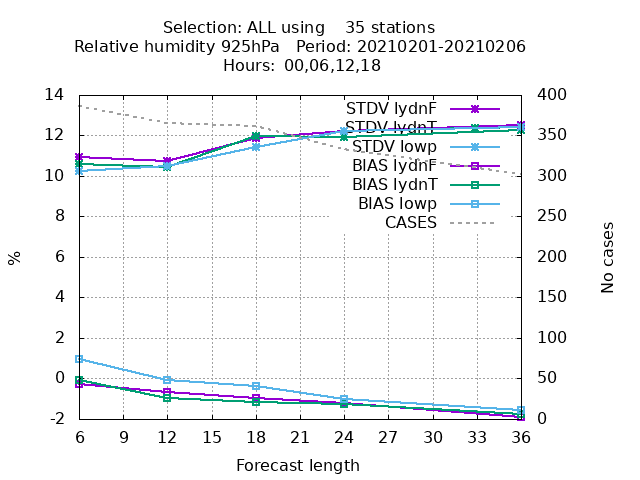 Selection: ALL using 35 stations
Relative humidity 925hPa Period: 20210201-20210206
Hours: 00,06,12,18
14
12
10
8
6
4
2
0
-2
%
400
350
300
250
200
150
100
50
0
No cases
STDV lydnF
STDV lydnT
STDV lowp
BIAS lydnF
BIAS lydnT
BIAS lowp
CASES
6 9 12 15 18 21 24 27 30 33 36
Forecast length